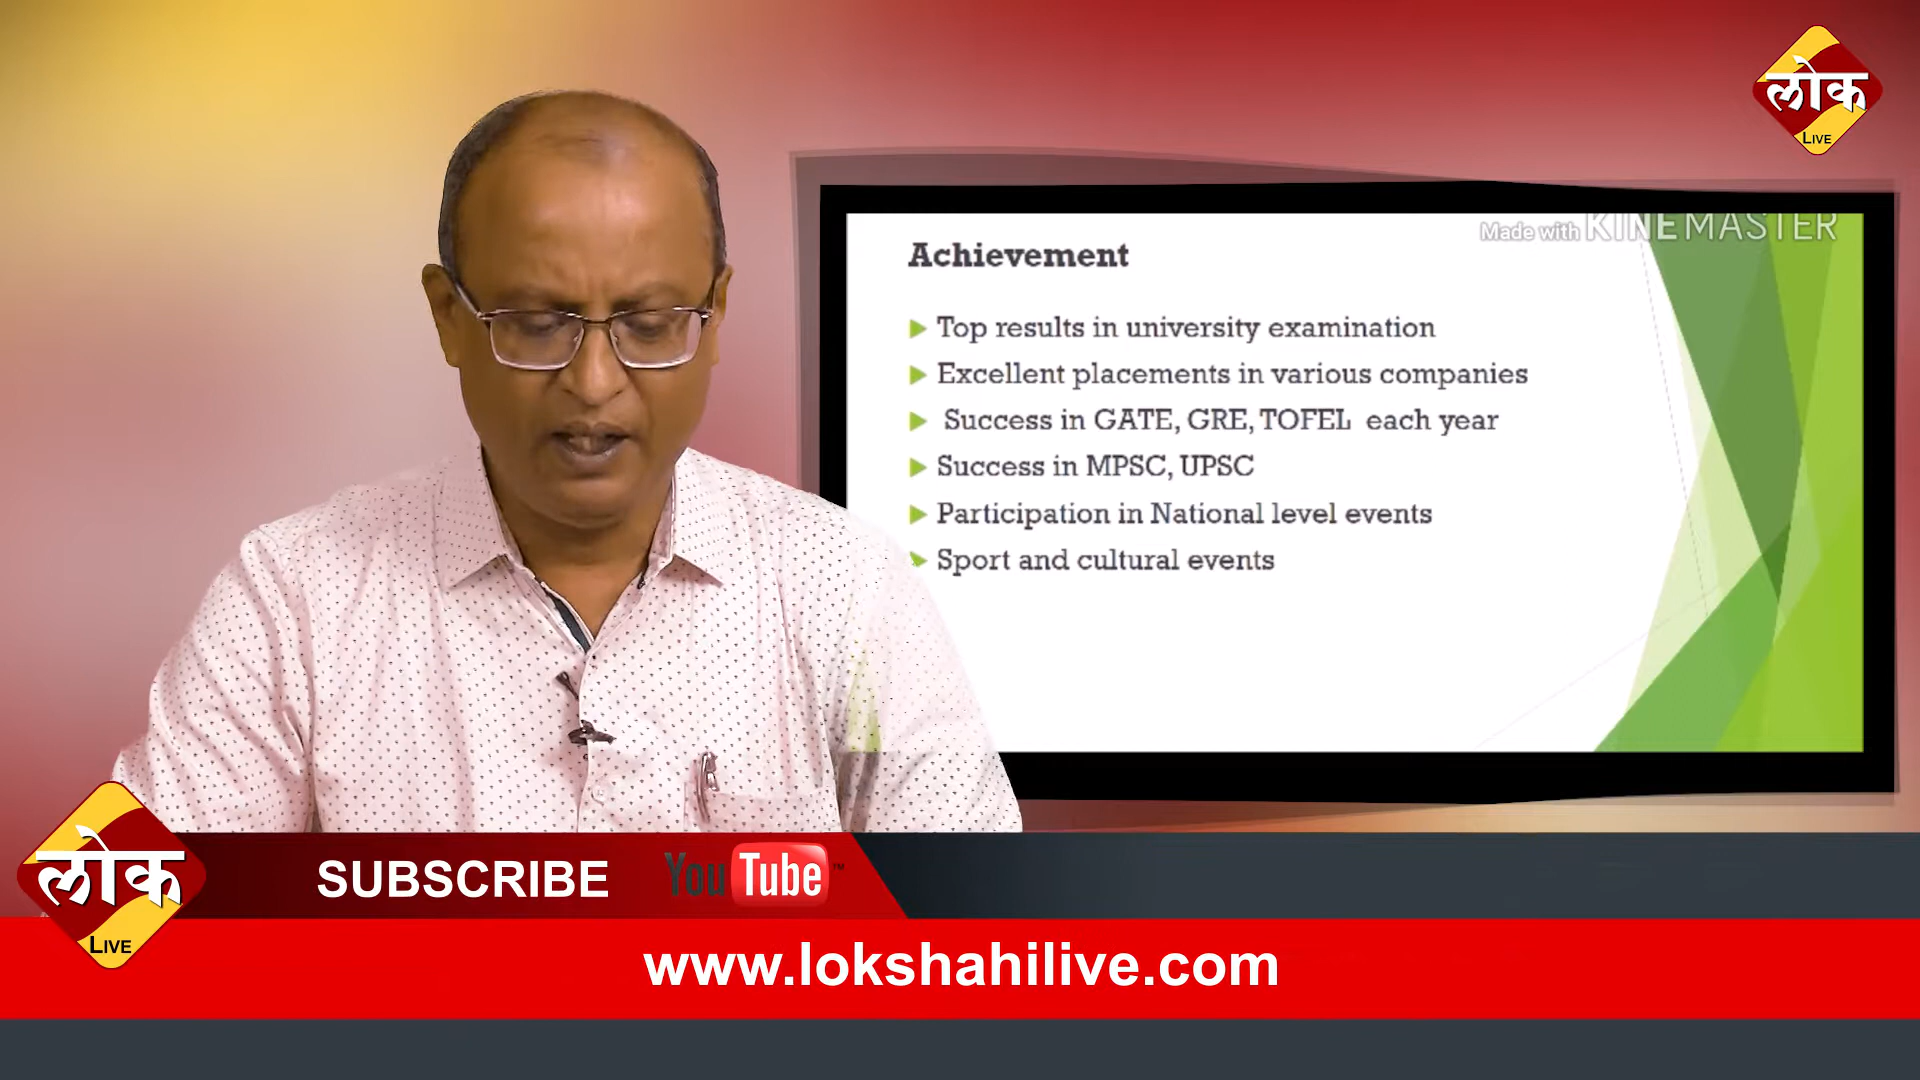 लोक
LIVE
Made with KINEMASTER
Achievement
Top results in university examination
Excellent placements in various companies
Success in GATE, GRE, TOFEL each year
Success in MPSC, UPSC
Participation in National level events
Sport and cultural events
लोक
LIVE
SUBSCRIBE YouTube™
www.lokshahilive.com